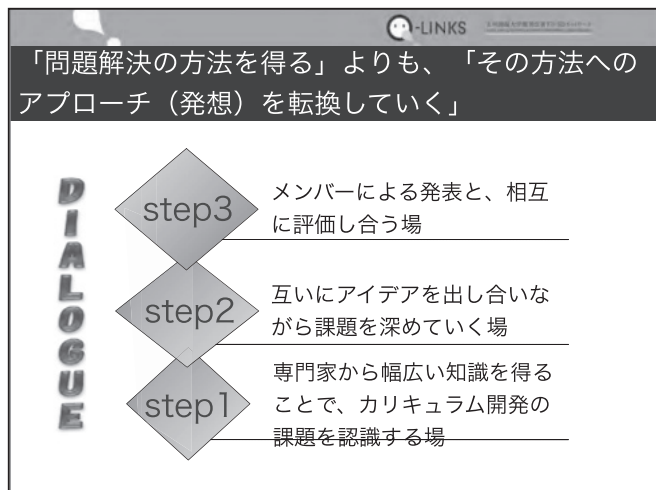 Q-LINKS
「問題解決の方法を得る」よりも、「その方法への
アプローチ（発想）を転換していく」
DIALOGUE
step3
メンバーによる発表と、相互
に評価し合う場
step2
互いにアイデアを出し合いな
がら課題を深めていく場
step1
専門家から幅広い知識を得る
ことで、カリキュラム開発の
課題を認識する場